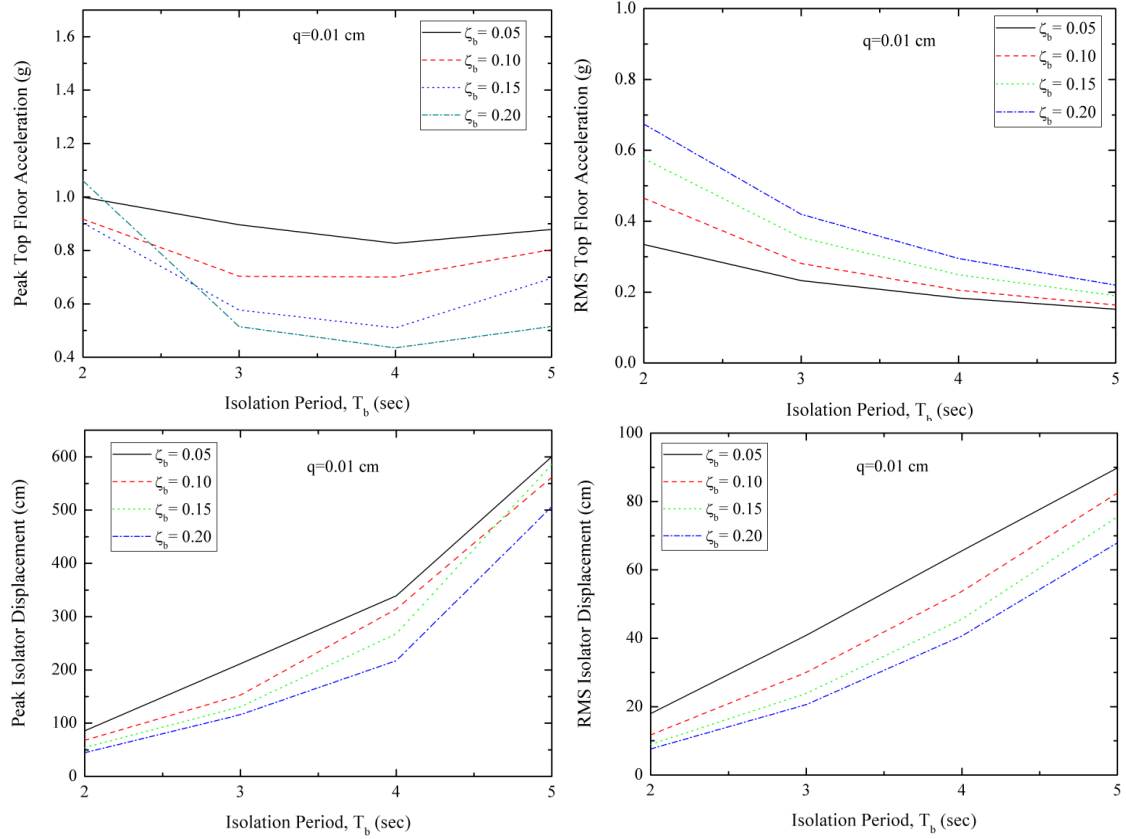 Peak Top Floor Acceleration (g)
1.6
1.4
1.2
1.0
0.8
0.6
0.4
q=0.01 cm
ζb= 0.05
ζb= 0.10
ζb= 0.15
ζb= 0.20
2 3 4 5
Isolation Period, Tb (sec)
RMS Top Floor Acceleration (g)
1.0
0.8
0.6
0.4
0.2
0.0
q=0.01 cm
ζb= 0.05
ζb= 0.10
ζb= 0.15
ζb= 0.20
2 3 4 5
Isolation Period, Tb (sec)
Peak Isolator Displacement (cm)
600
500
400
300
200
100
0
ζb= 0.05
ζb= 0.10
ζb= 0.15
ζb= 0.20
q=0.01 cm
2 3 4 5
Isolation Period, Tb (sec)
RMS Isolator Displacement (cm)
100
80
60
40
20
0
ζb= 0.05
ζb= 0.10
ζb= 0.15
ζb= 0.20
q=0.01 cm
2 3 4 5
Isolation Period, Tb (sec)